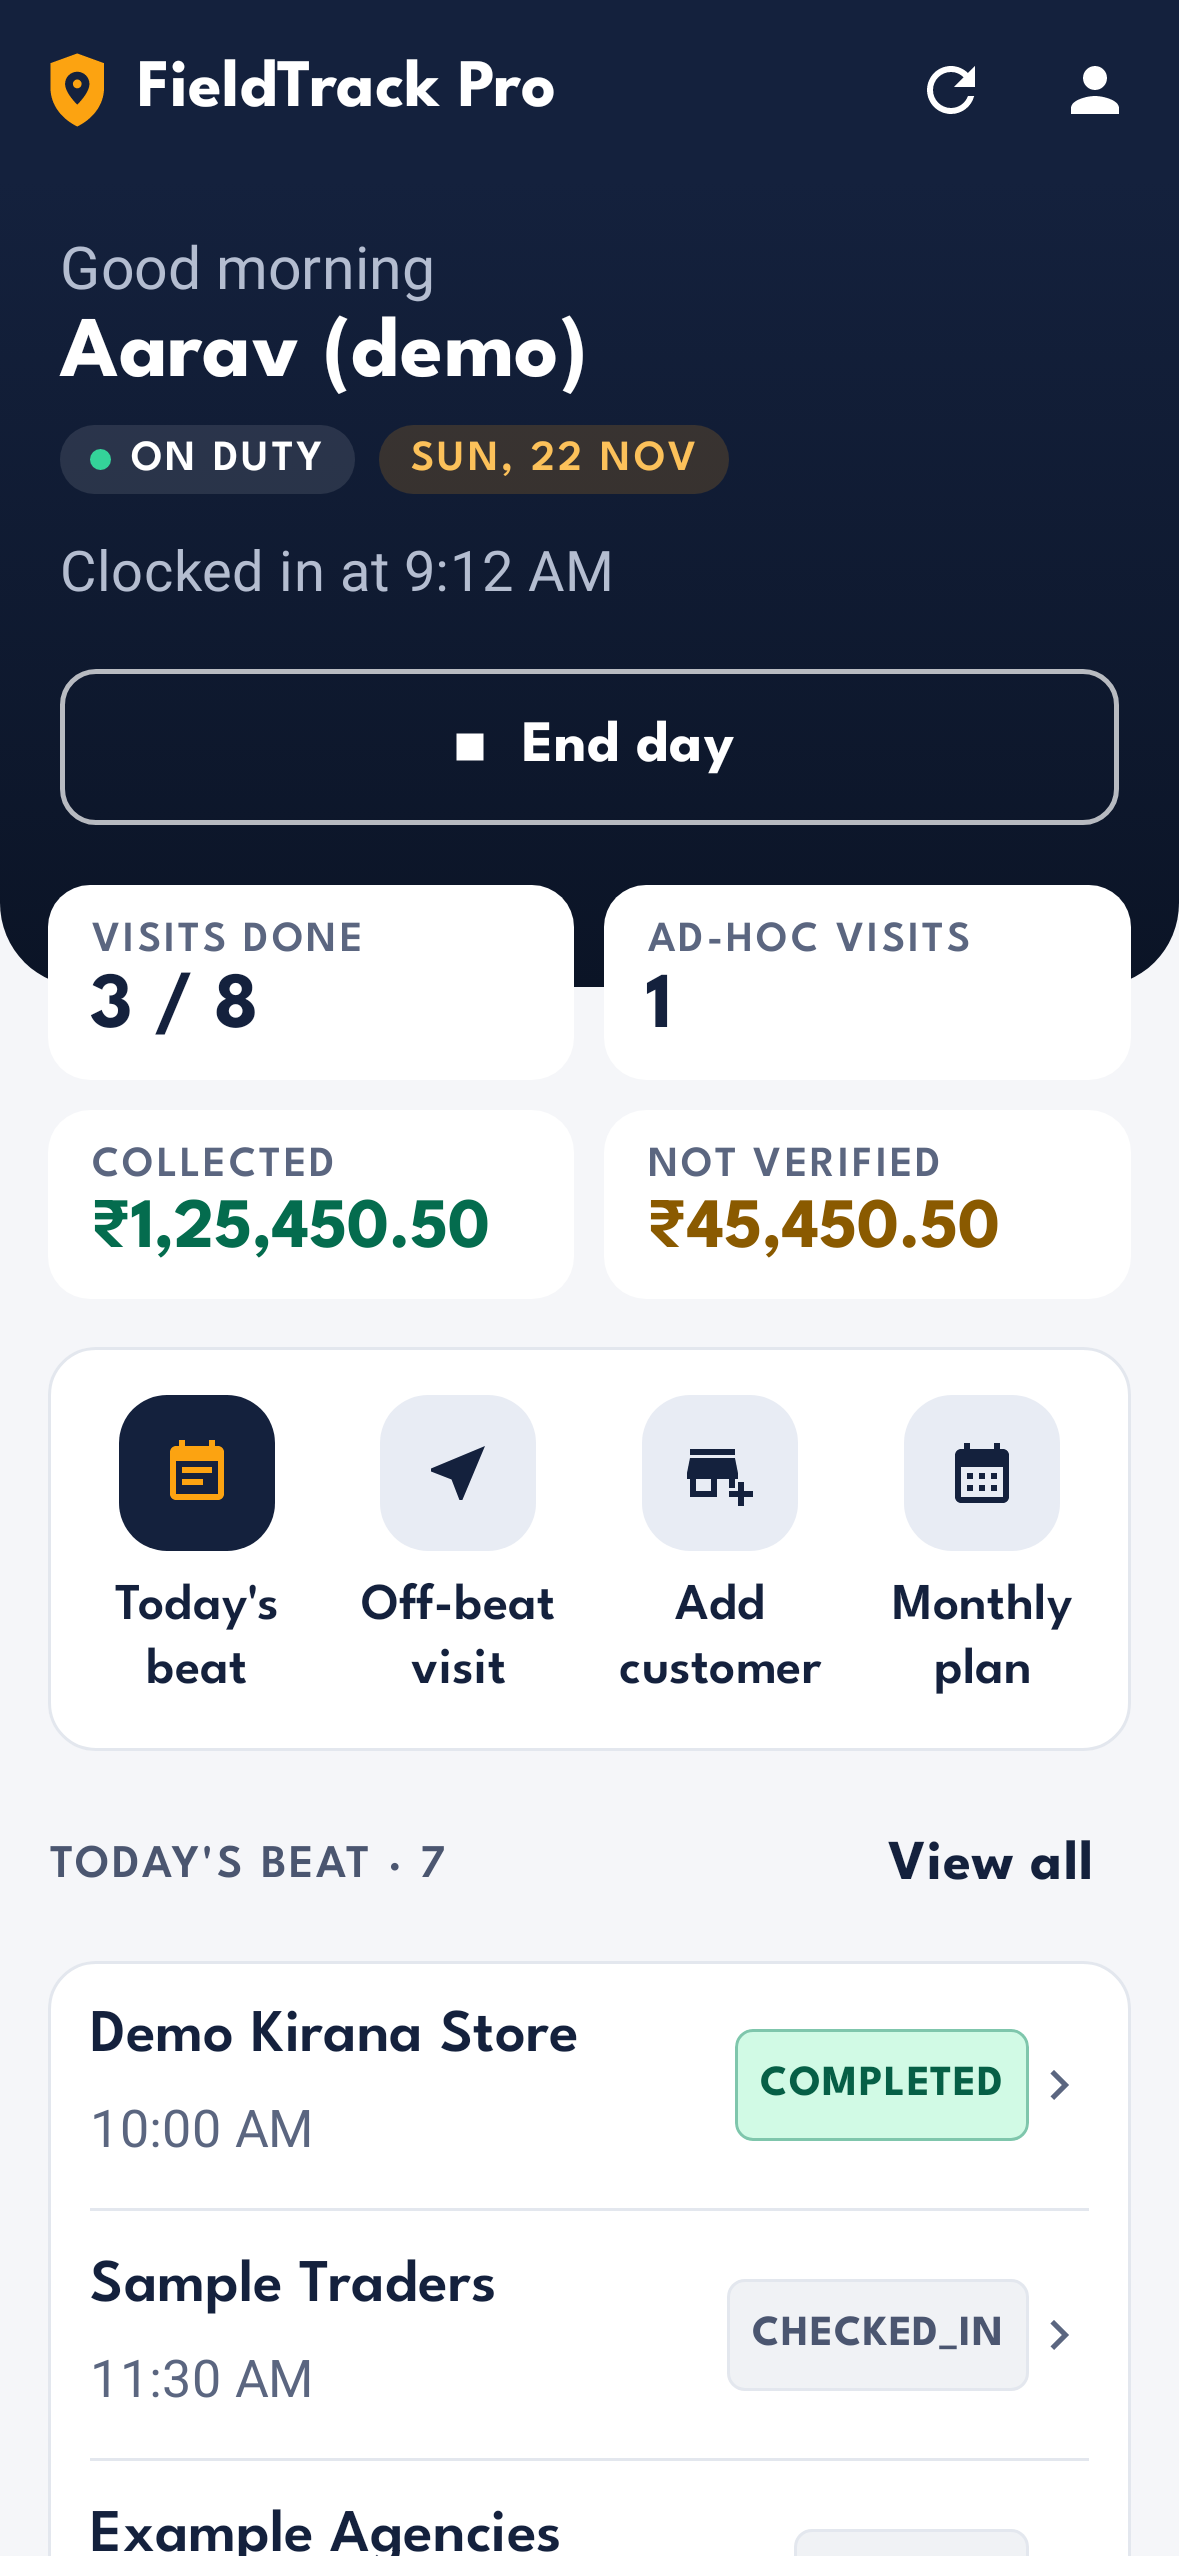 FieldTrack Pro
Good morning
Aarav (demo)
ON DUTY
SUN, 22 NOV
Clocked in at 9:12 AM
End day
VISITS DONE
3 / 8
AD-HOC VISITS
1
COLLECTED
₹1,25,450.50
NOT VERIFIED
₹45,450.50
Today's
beat
Off-beat
visit
Add
customer
Monthly
plan
TODAY'S BEAT · 7
View all
Demo Kirana Store
COMPLETED
10:00 AM
Sample Traders
CHECKED_IN
11:30 AM
Example Agencies